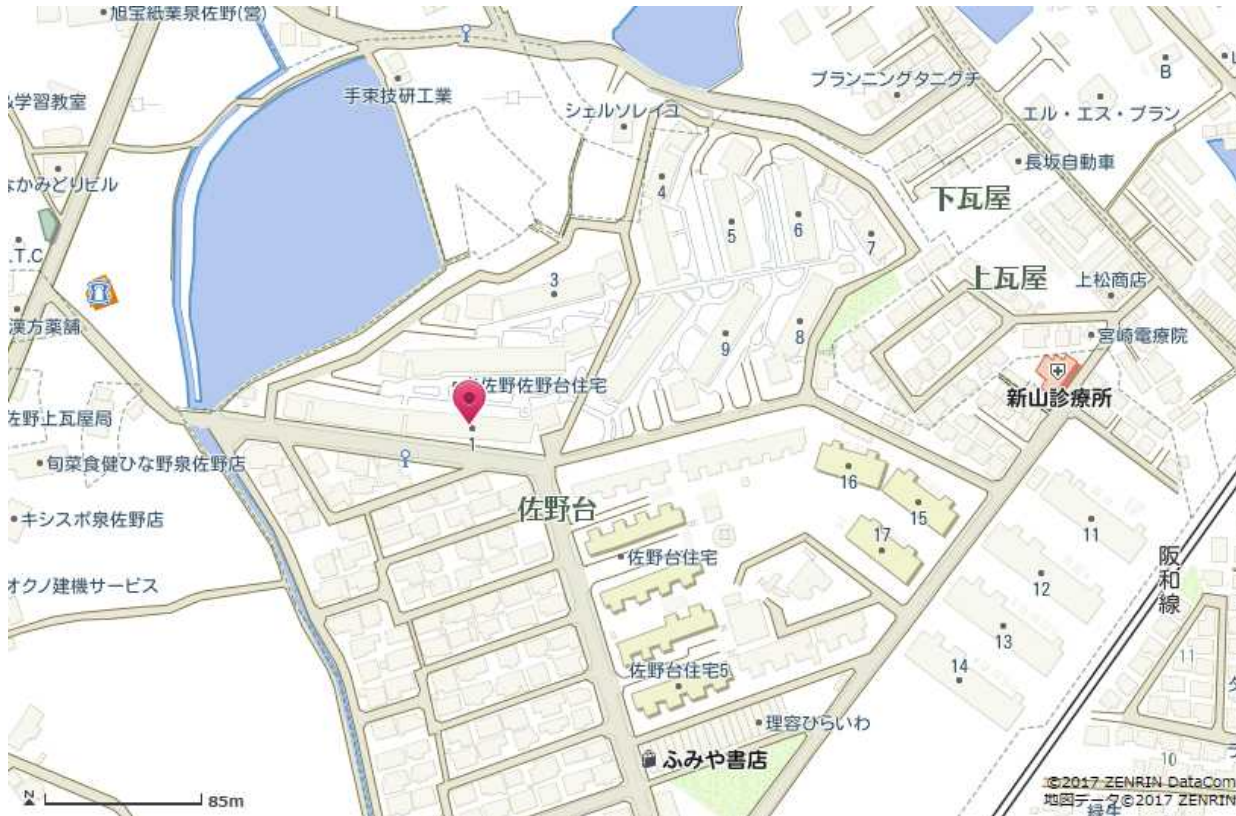 旭宝紙業泉佐野(営)
手束技研工業
シェルソレイユ
プランニングタニグチ
B
エル・エス・プラン
&学習教室
長坂自動車
なかみどりビル
下瓦屋
4
5
6
7
.T.C
上瓦屋
上松商店
3
漢方薬舗
9
8
宮崎電療院
佐野佐野台住宅
新山診療所
1
佐野上瓦屋局
旬菜食健ひな野泉佐野店
佐野台
16
15
キシスポ泉佐野店
17
11
佐野台住宅
阪和線
オクノ建機サービス
12
13
11
14
佐野台住宅5
理容ひらいわ
ふみや書店
10
85m
©2017 ZENRIN DataCom
地図データ©2017 ZENRIN